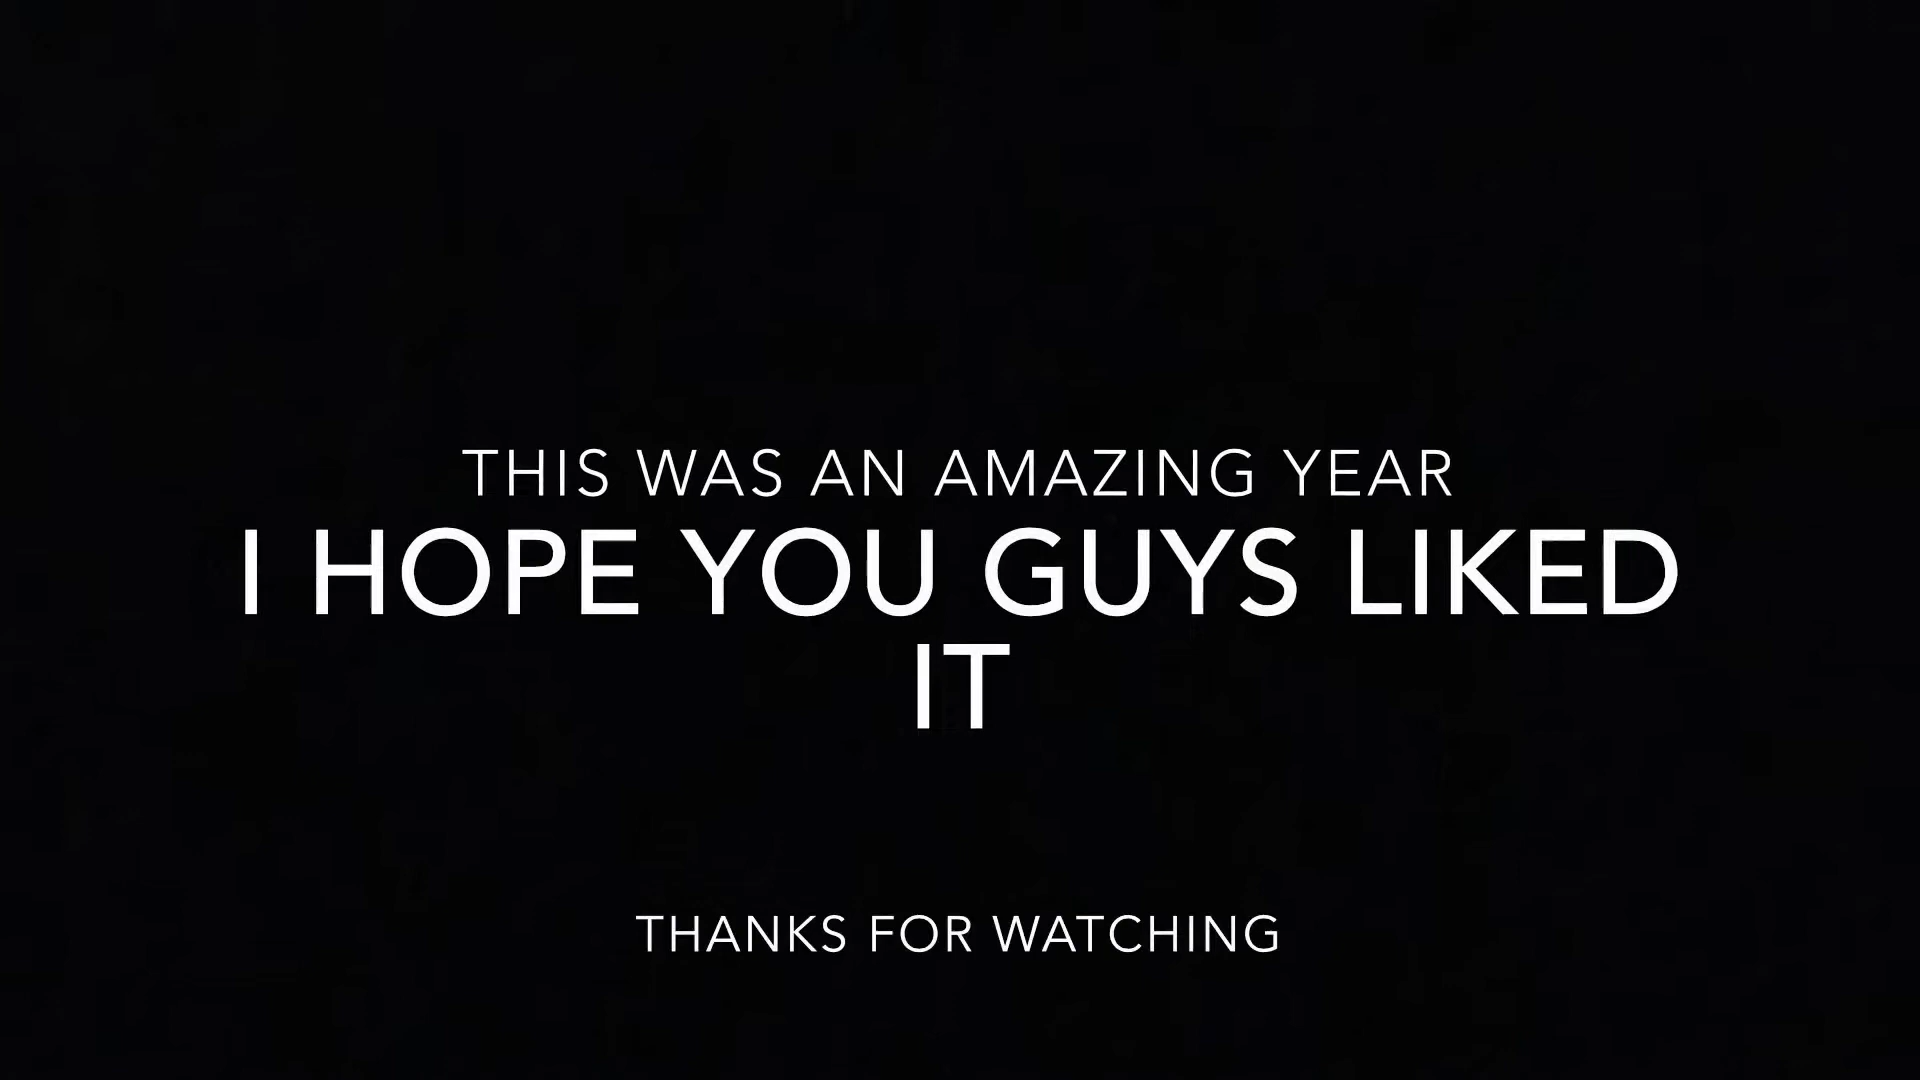 THIS WAS AN AMAZING YEAR
I HOPE YOU GUYS LIKED
IT
THANKS FOR WATCHING